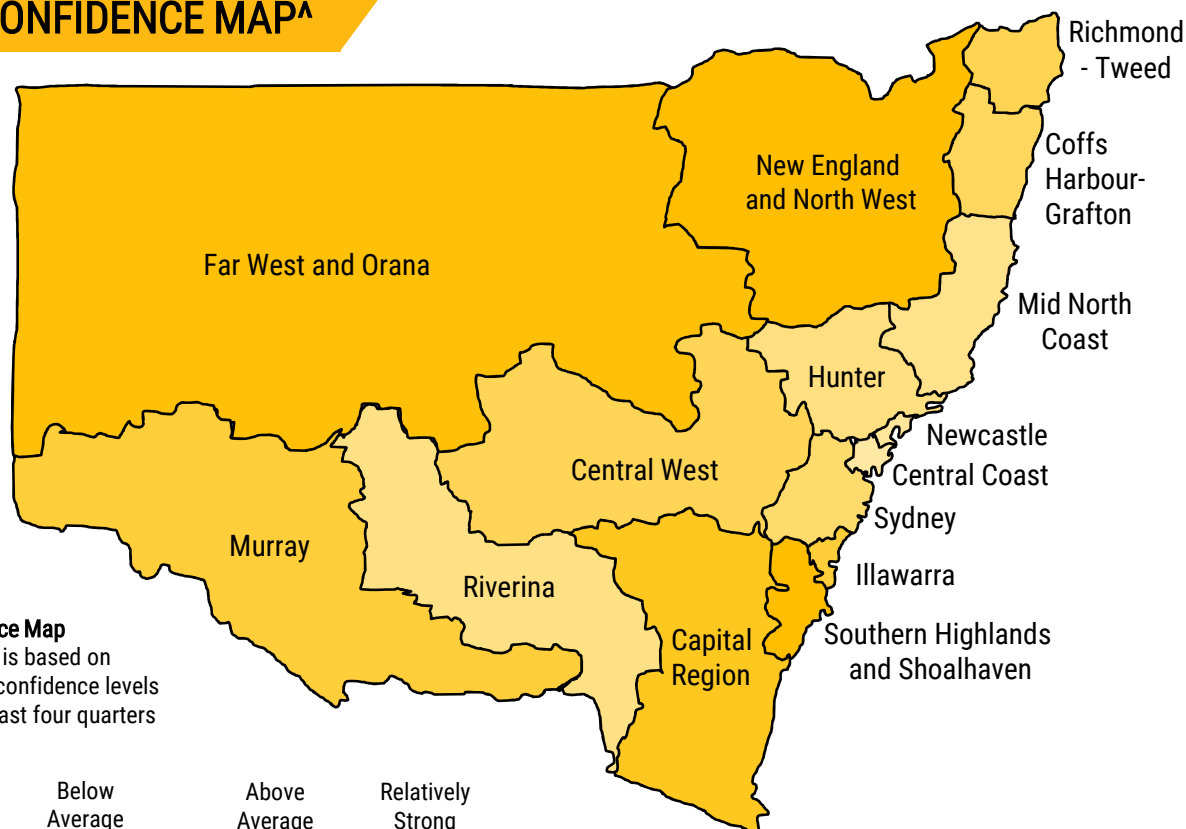 ONFIDENCE MAP^
Richmond
- Tweed
Coffs
Harbour-
Grafton
New England
and North West
Far West and Orana
Mid North
Coast
Hunter
Newcastle
Central West
Central Coast
Sydney
Murray
Illawarra
Riverina
Capital
Region
Southern Highlands
and Shoalhaven
ce Map
is based on
confidence levels
ast four quarters
Below
Average
Above
Average
Relatively
Strong